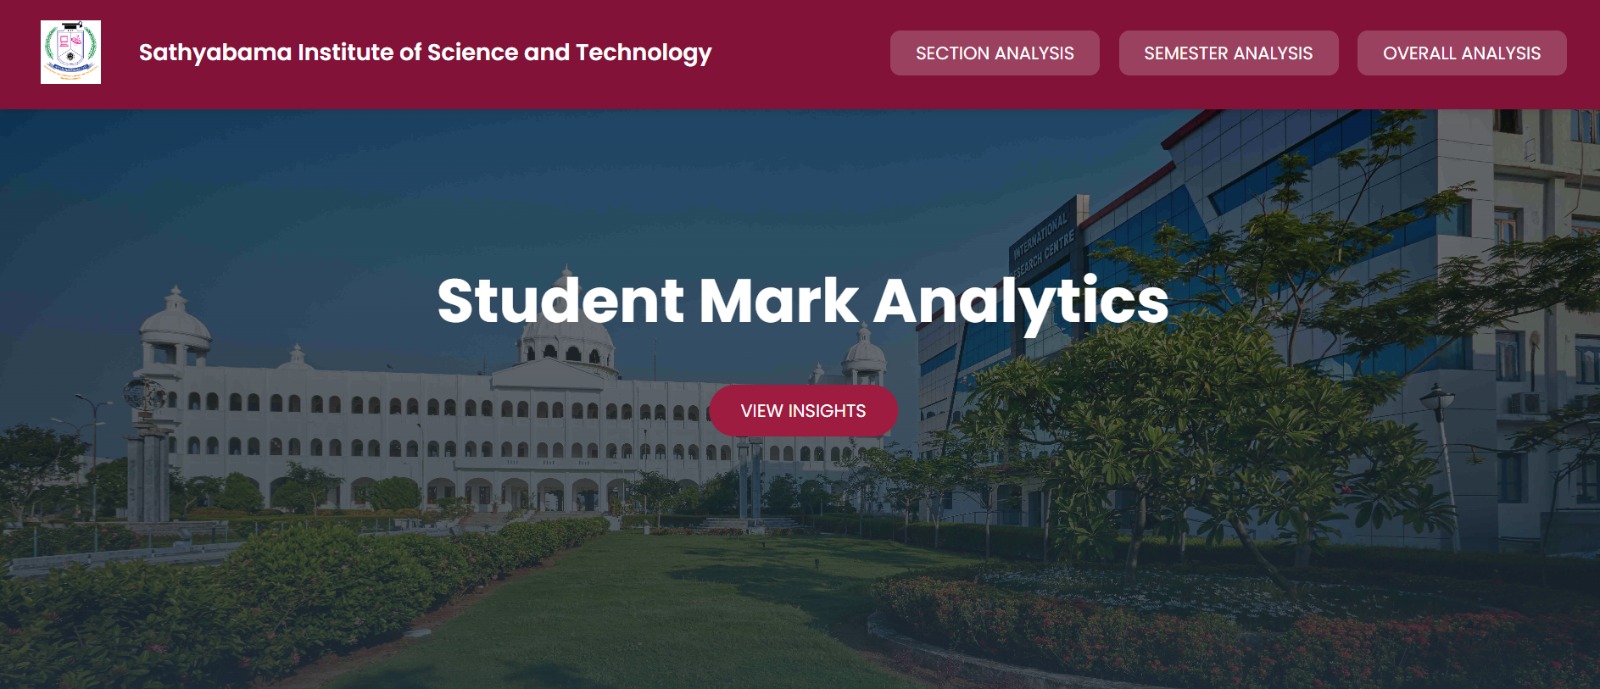 Sathyabama Institute of Science and Technology
SECTION ANALYSIS
SEMESTER ANALYSIS
OVERALL ANALYSIS
INTERNATIONAL
RESEARCH CENTRE
Student Mark Analytics
VIEW INSIGHTS